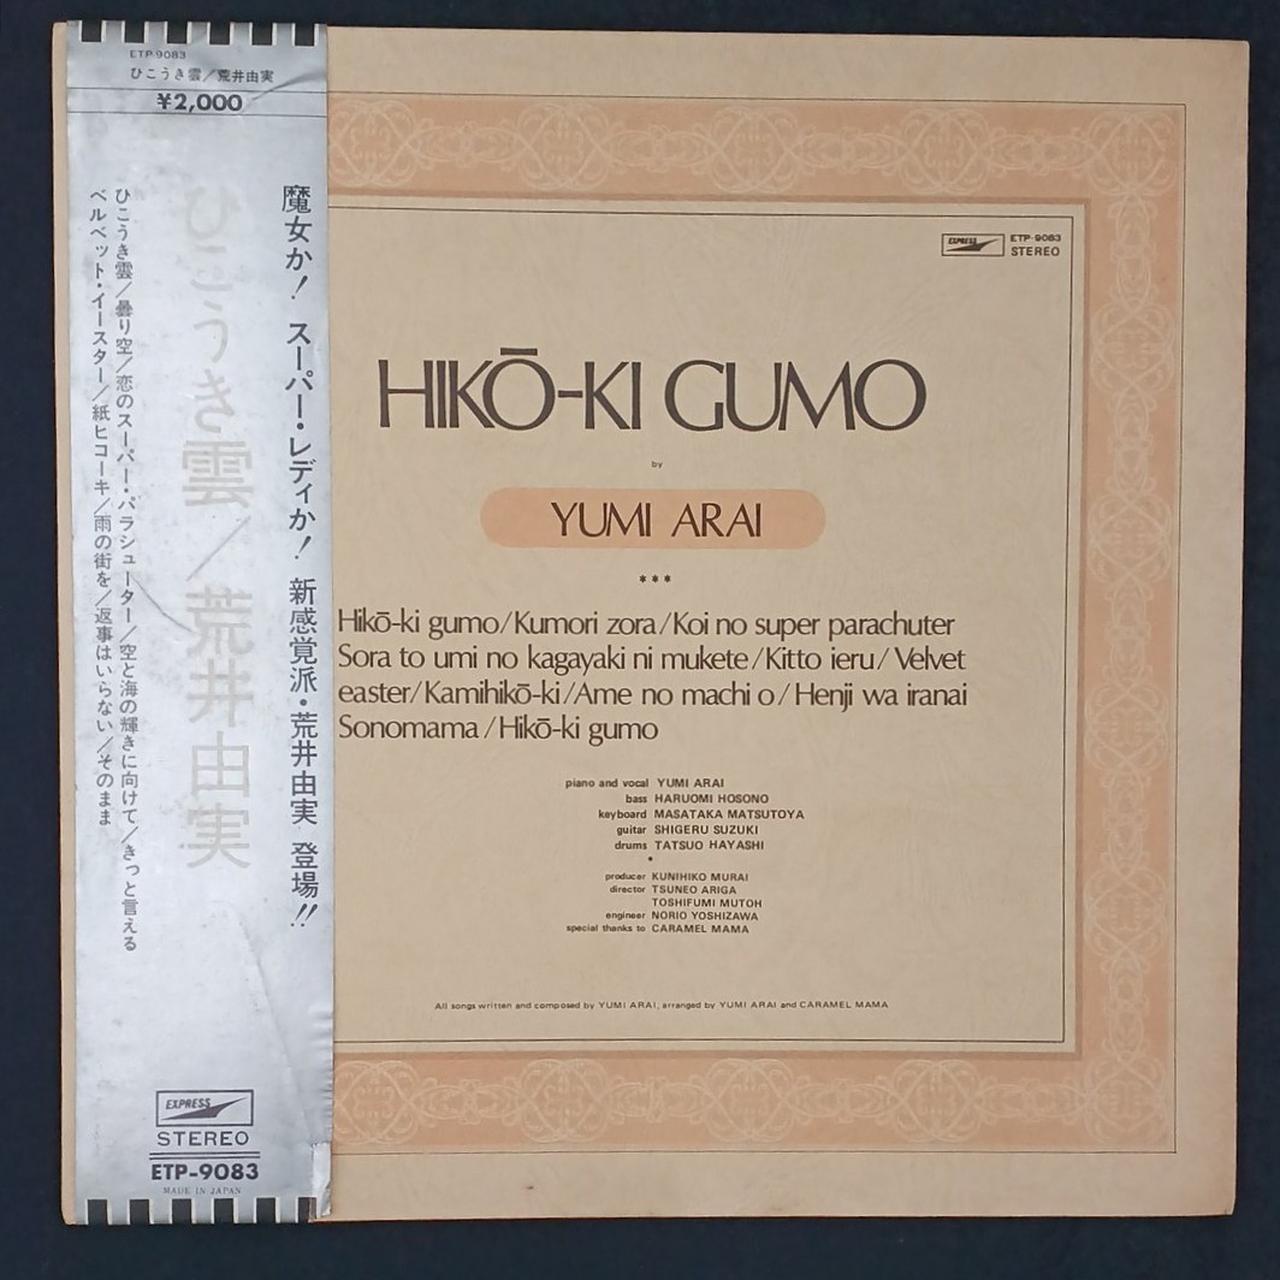 ETP 9083
ひこうき雲／荒井由実
¥2,000
魔女か！ スーパー・レディか！ 新感覚派・荒井由実 登場!!
ひこうき雲／荒井由実
ひこうき雲／曇り空／恋のスーパー・パラシューター／空と海の輝きに向けて／きっと言える
ベルベット・イースター／紙ヒコーキ／雨の街を／返事はいらない／そのまま
EXPRESS
STEREO
ETP-9083
MADE IN JAPAN
EXPRESS
ETP-9083
STEREO
HIKŌ-KI GUMO
by
YUMI ARAI
***
Hikō-ki gumo/Kumori zora/Koi no super parachuter
Sora to umi no kagayaki ni mukete/Kitto ieru/Velvet
easter/Kamihikō-ki/Ame no machi o/Henji wa iranai
Sonomama/Hikō-ki gumo
piano and vocal YUMI ARAI
bass HARUOMI HOSONO
keyboard MASATAKA MATSUTOYA
guitar SHIGERU SUZUKI
drums TATSUO HAYASHI
producer KUNIHIKO MURAI
director TSUNEO ARIGA
TOSHIFUMI MUTOH
engineer NORIO YOSHIZAWA
special thanks to CARAMEL MAMA
All songs written and composed by YUMI ARAI, arranged by YUMI ARAI and CARAMEL MAMA